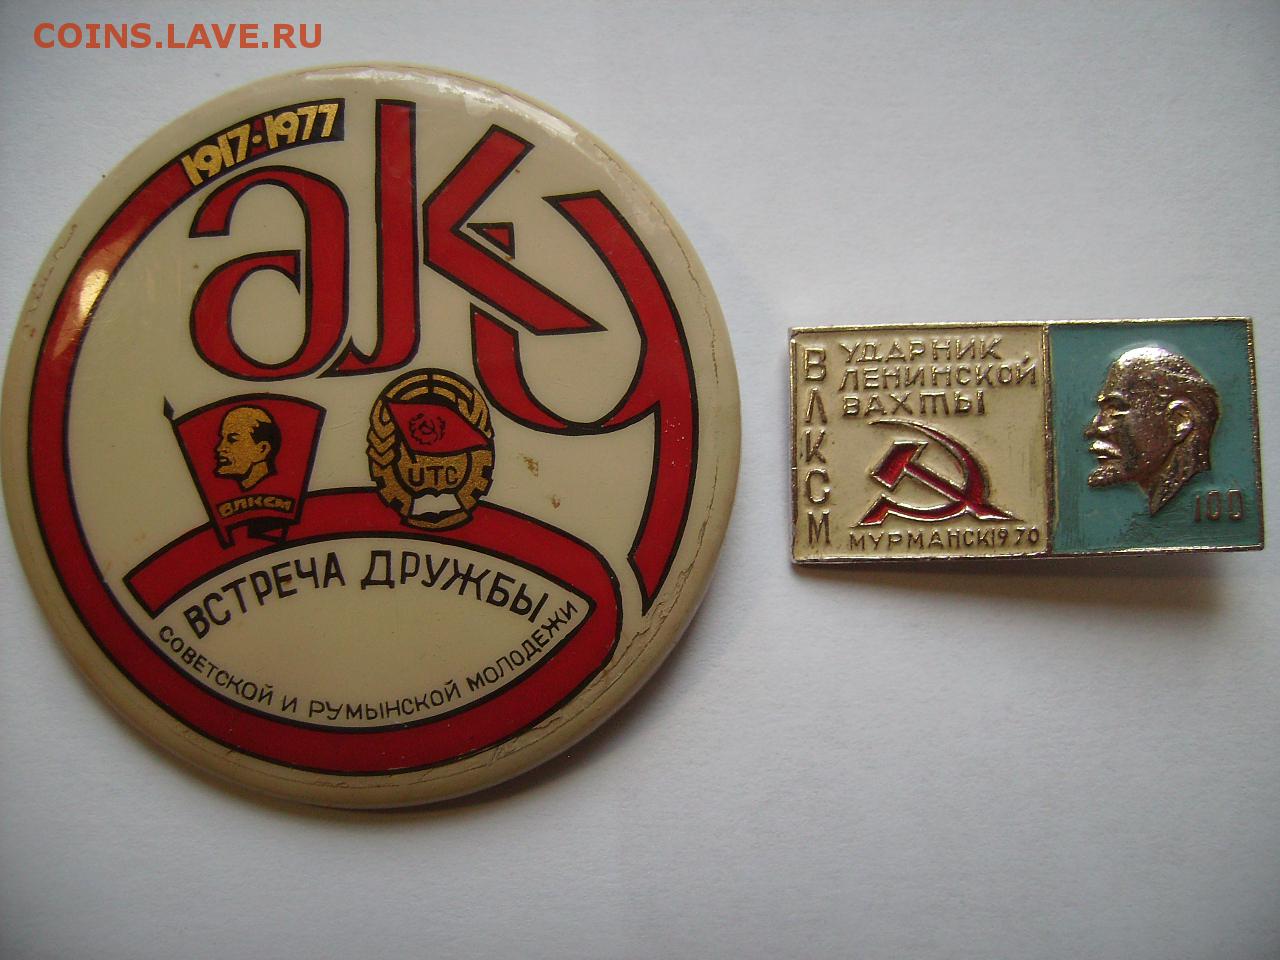 COINS.LAVE.RU
1917·1977
Баку
ВЛКСМ
UTC
ВСТРЕЧА ДРУЖБЫ
СОВЕТСКОЙ И РУМЫНСКОЙ МОЛОДЕЖИ
ВЛКСМ
УДАРНИК
ЛЕНИНСКОЙ
ВАХТЫ
МУРМАНСК 1970
100